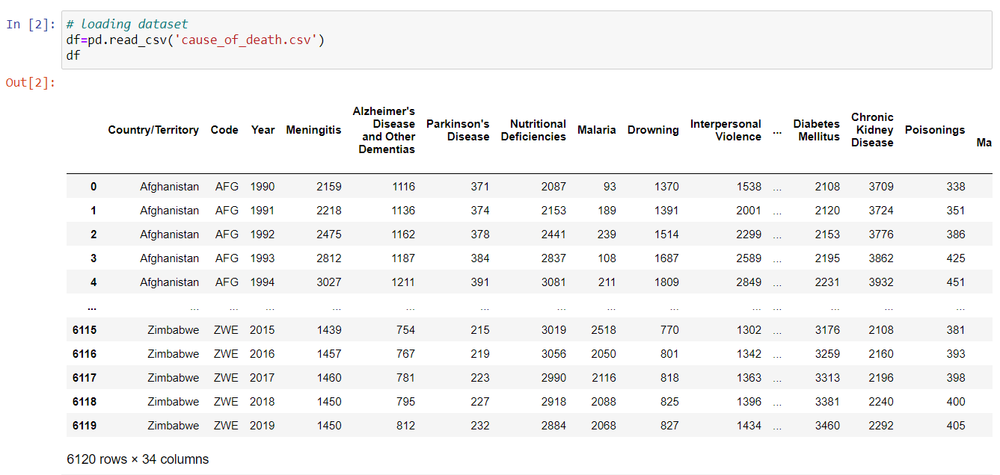 In [2]: # loading dataset
df=pd.read_csv('cause_of_death.csv')
df
Out[2]:
Country/Territory Code Year Meningitis Alzheimer's Disease and Other Dementias Parkinson's Disease Nutritional Deficiencies Malaria Drowning Interpersonal Violence ... Diabetes Mellitus Chronic Kidney Disease Poisonings Ma
0 Afghanistan AFG 1990 2159 1116 371 2087 93 1370 1538 ... 2108 3709 338
1 Afghanistan AFG 1991 2218 1136 374 2153 189 1391 2001 ... 2120 3724 351
2 Afghanistan AFG 1992 2475 1162 378 2441 239 1514 2299 ... 2153 3776 386
3 Afghanistan AFG 1993 2812 1187 384 2837 108 1687 2589 ... 2195 3862 425
4 Afghanistan AFG 1994 3027 1211 391 3081 211 1809 2849 ... 2231 3932 451
... ... ... ... ... ... ... ... ... ... ... ... ... ... ...
6115 Zimbabwe ZWE 2015 1439 754 215 3019 2518 770 1302 ... 3176 2108 381
6116 Zimbabwe ZWE 2016 1457 767 219 3056 2050 801 1342 ... 3259 2160 393
6117 Zimbabwe ZWE 2017 1460 781 223 2990 2116 818 1363 ... 3313 2196 398
6118 Zimbabwe ZWE 2018 1450 795 227 2918 2088 825 1396 ... 3381 2240 400
6119 Zimbabwe ZWE 2019 1450 812 232 2884 2068 827 1434 ... 3460 2292 405
6120 rows × 34 columns